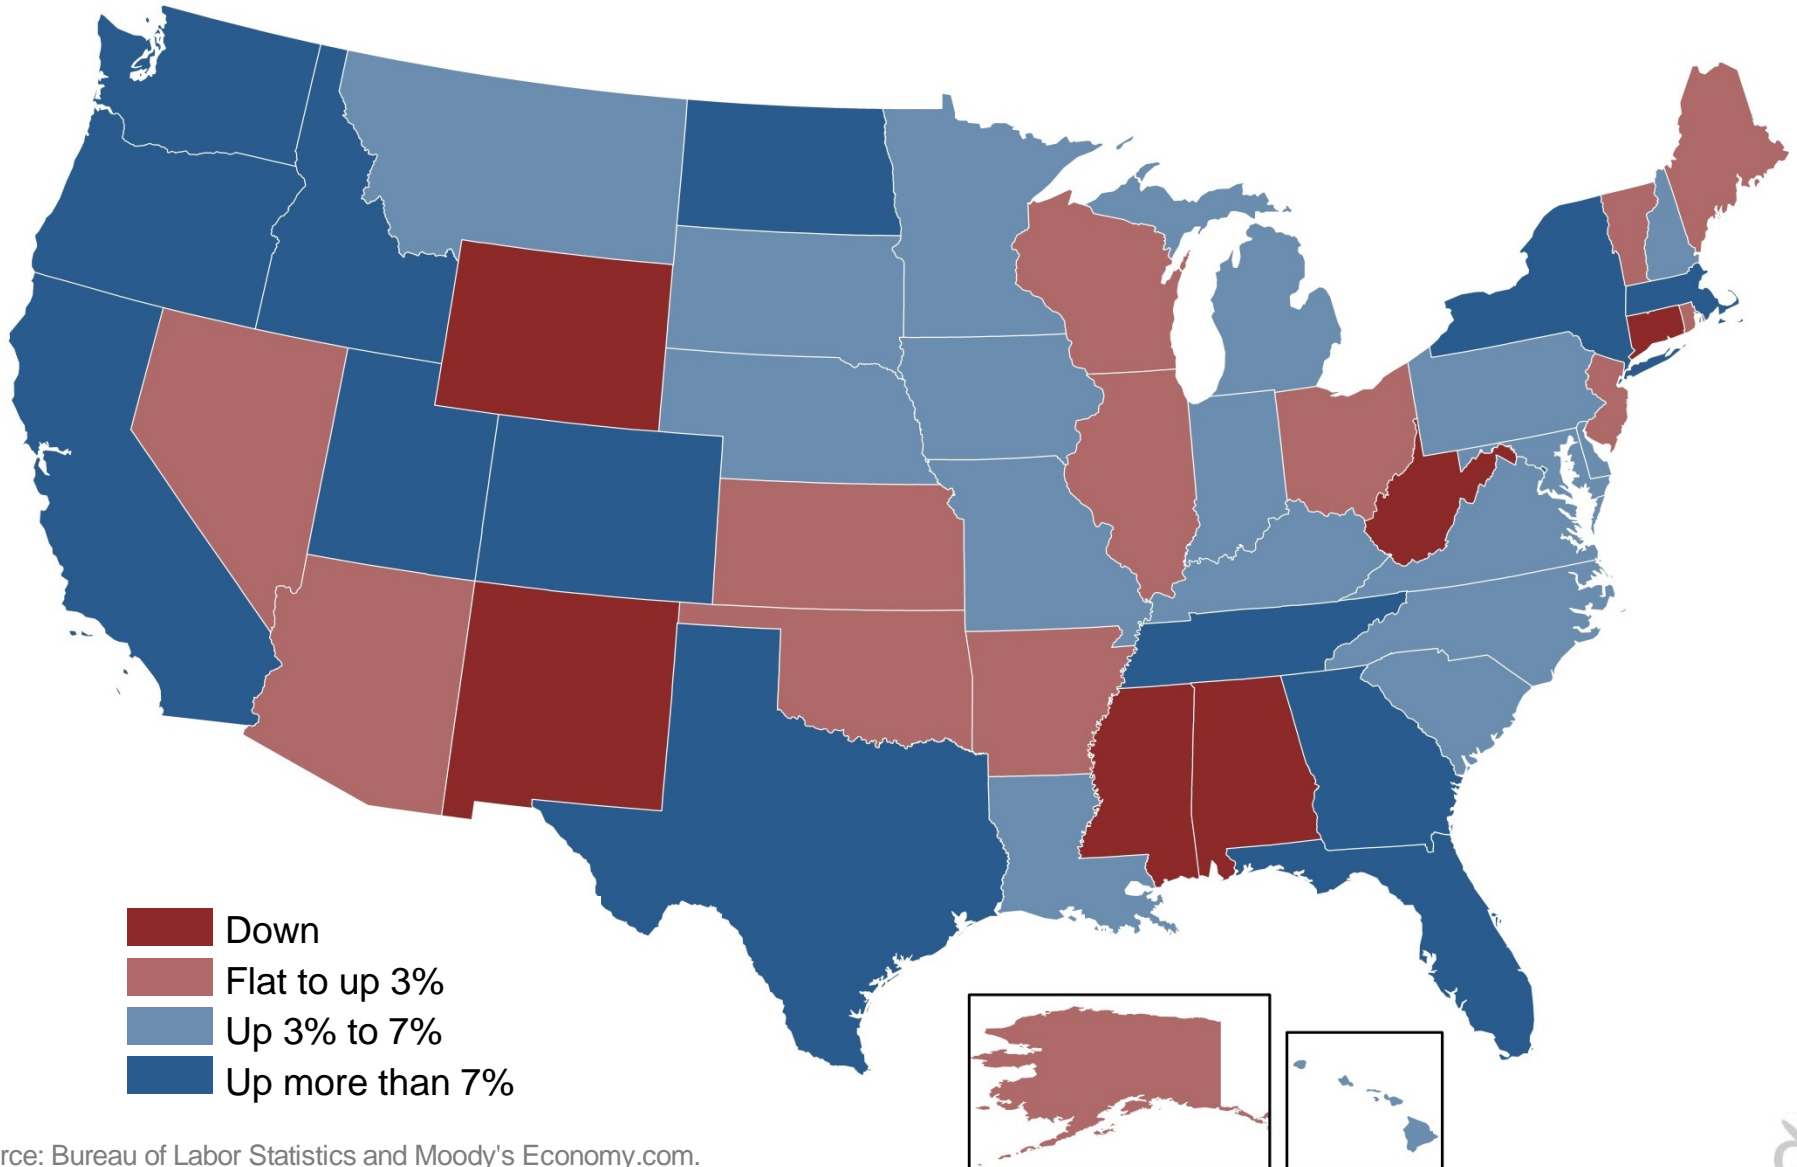 Down
Flat to up 3%
Up 3% to 7%
Up more than 7%
rce: Bureau of Labor Statistics and Moody's Economy.com.